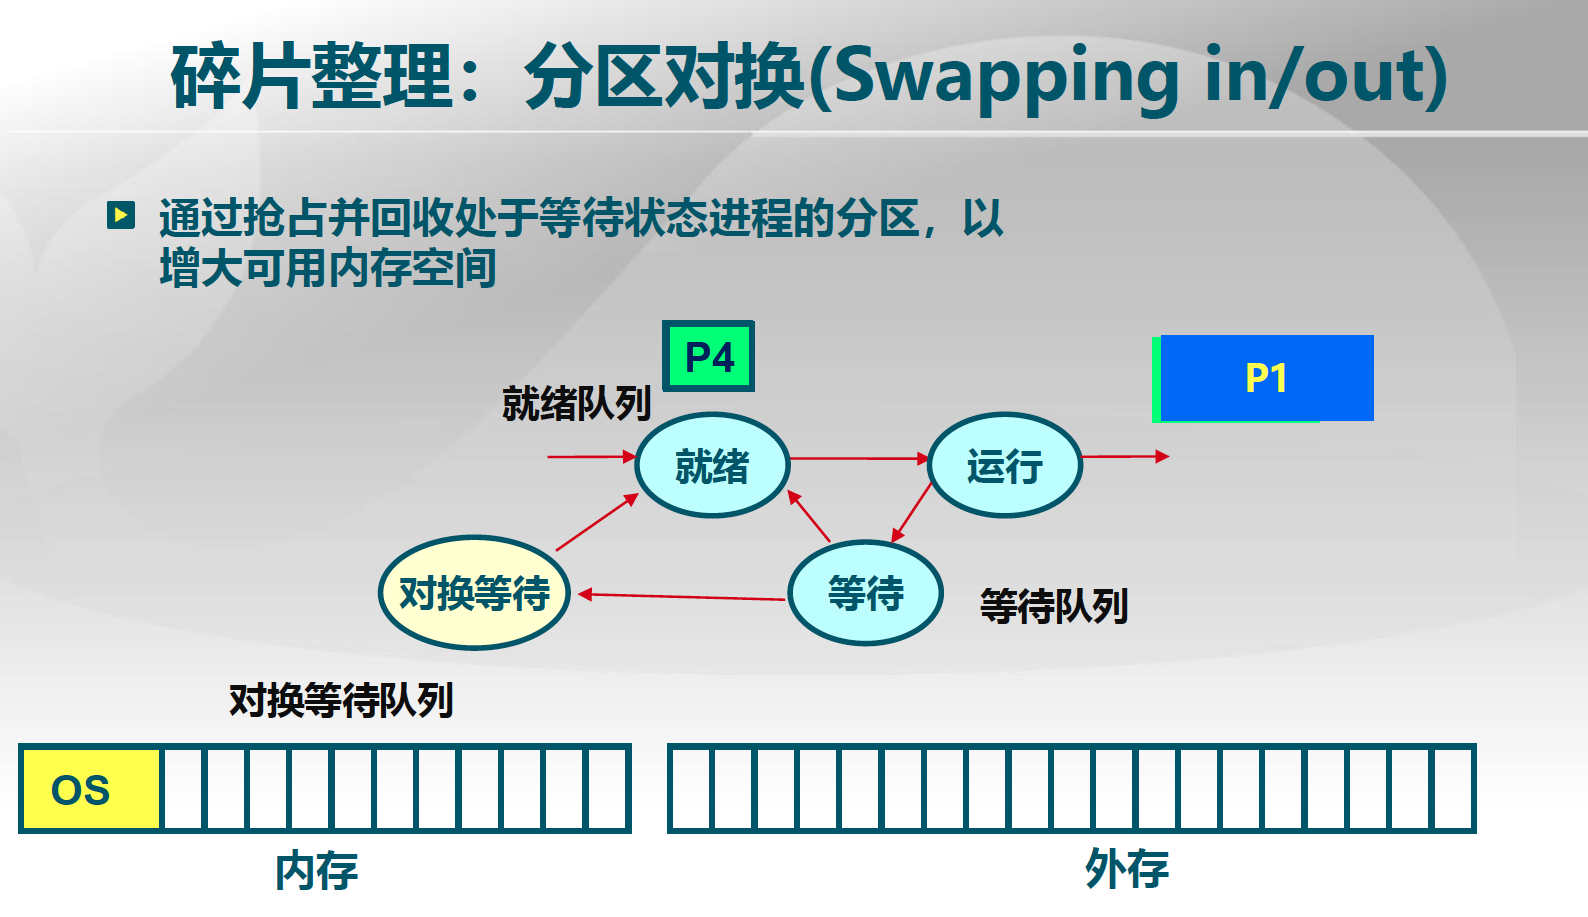 碎片整理：分区对换(Swapping in/out)
通过抢占并回收处于等待状态进程的分区，以
增大可用内存空间
P4
P1
就绪队列
就绪
运行
对换等待
等待
等待队列
对换等待队列
OS
内存
外存